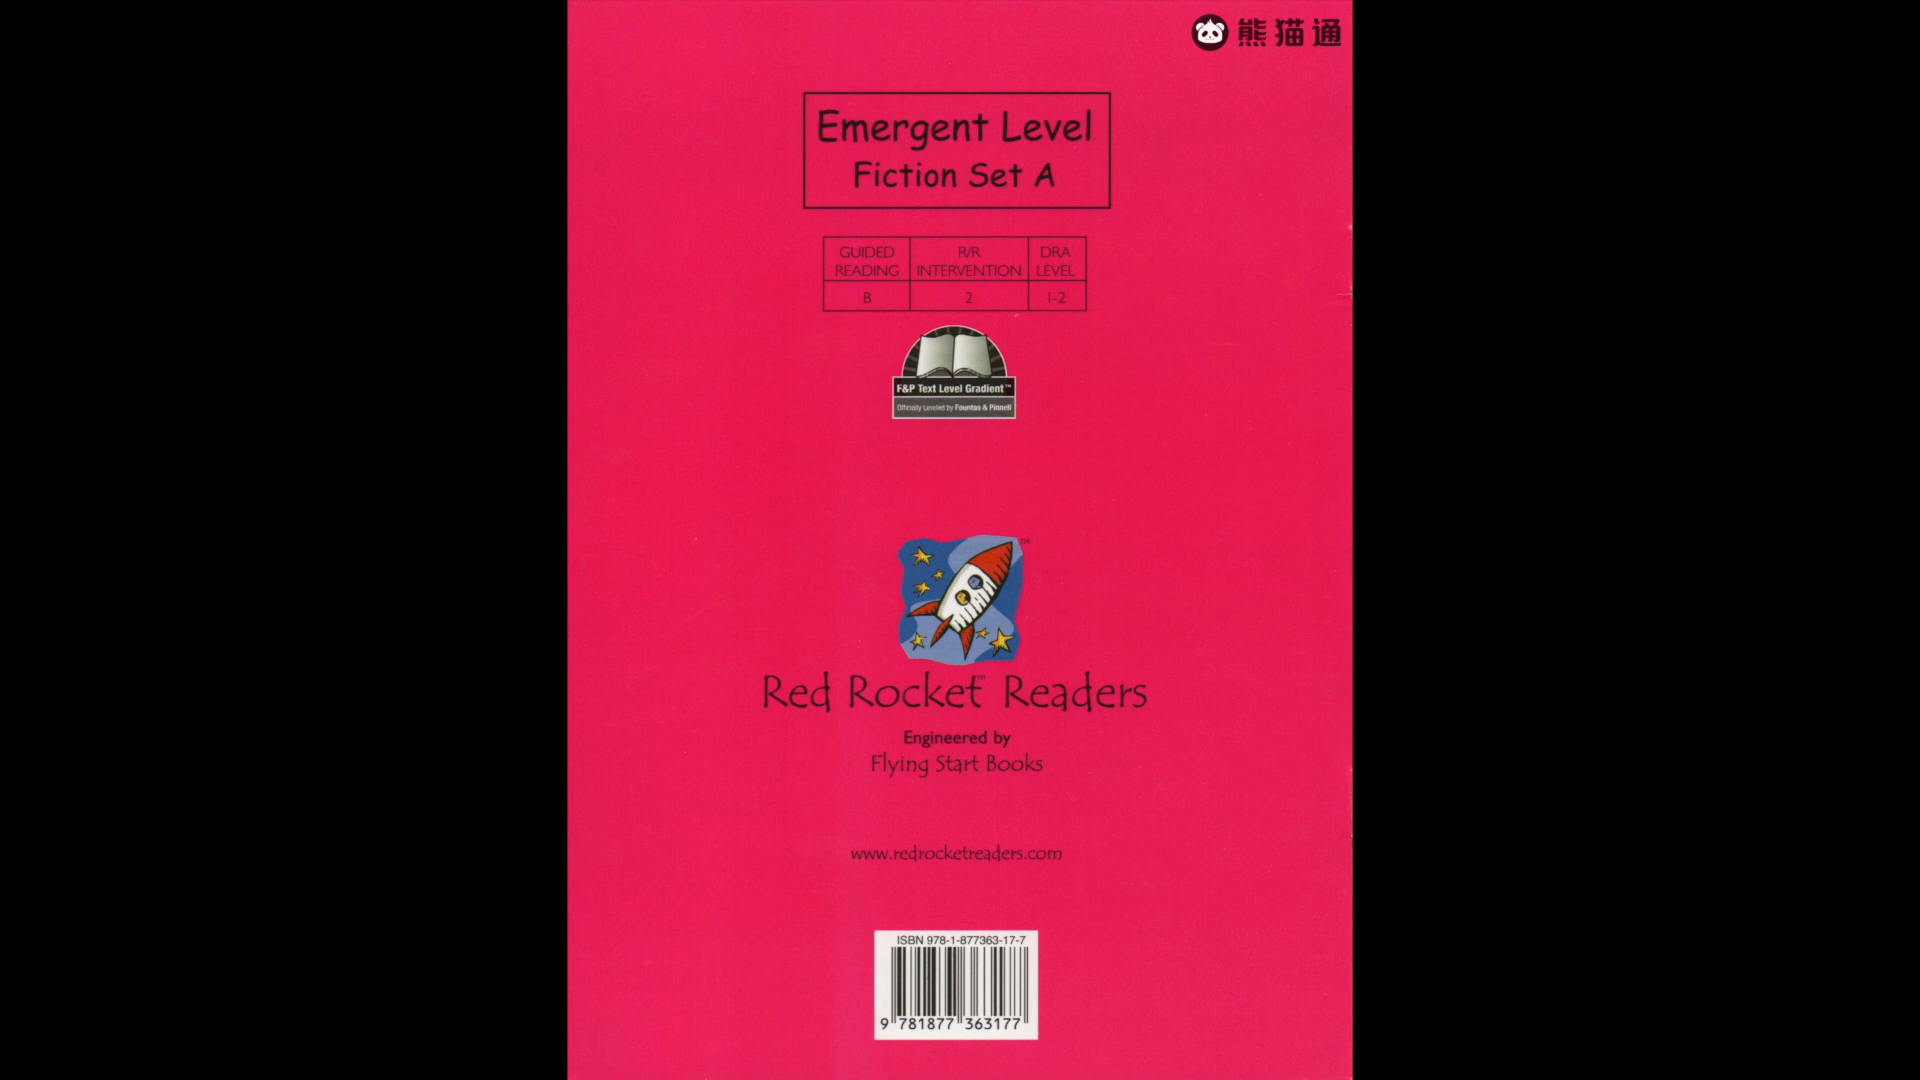 熊猫通
Emergent Level
Fiction Set A
GUIDED READING
R/R INTERVENTION
DRA LEVEL
B
2
1-2
F&P Text Level Gradient™
Officially Leveled by Fountas & Pinnell
™
Red Rocket™ Readers
Engineered by
Flying Start Books
www.redrocketreaders.com
ISBN 978-1-877363-17-7
9 781877 363177